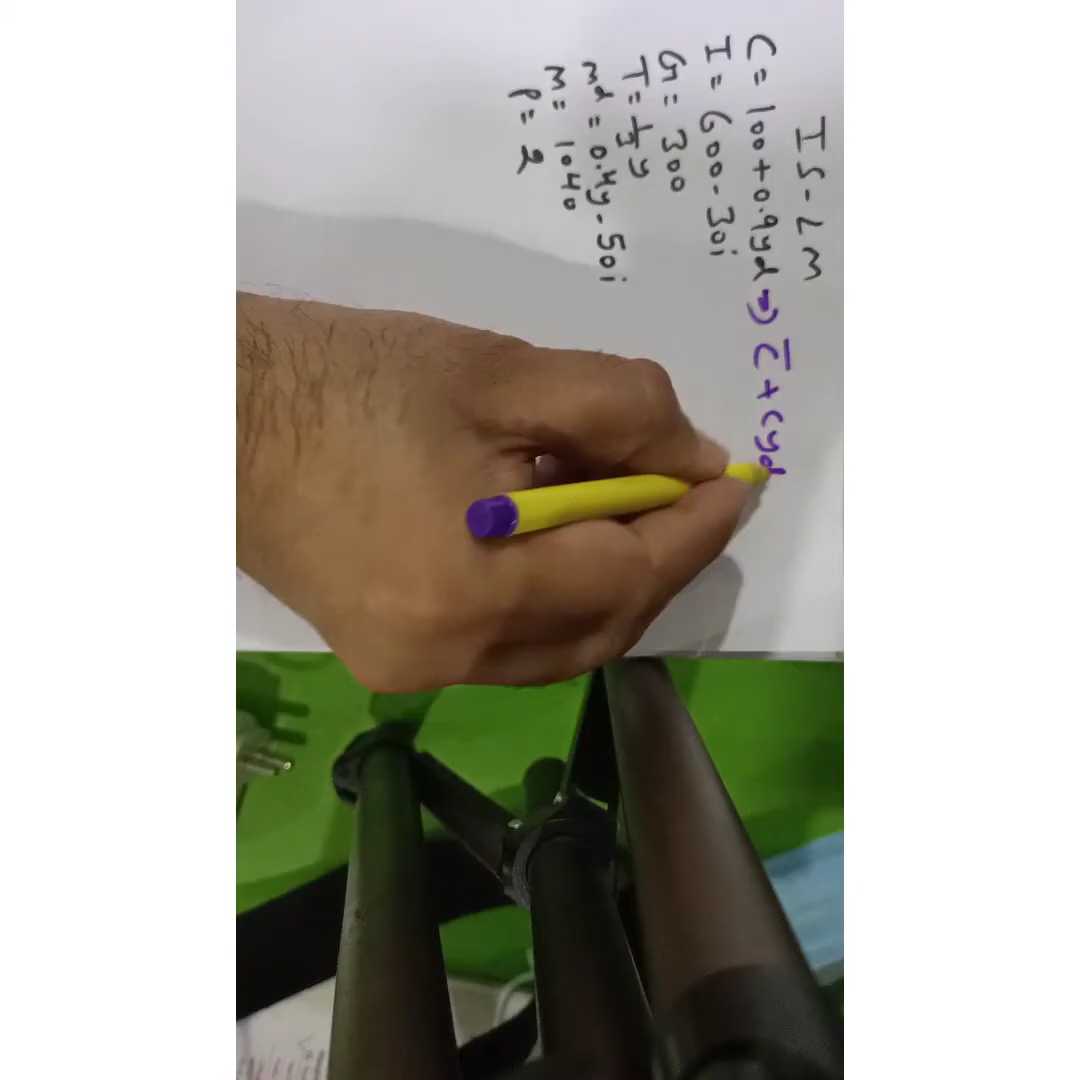 IS-LM
C = 100 + 0.9yd ⇒ C̅ + cyd
I = 600 - 30i
G = 300
T = 1/3 y
md = 0.4y - 50i
M = 1040
P = 2